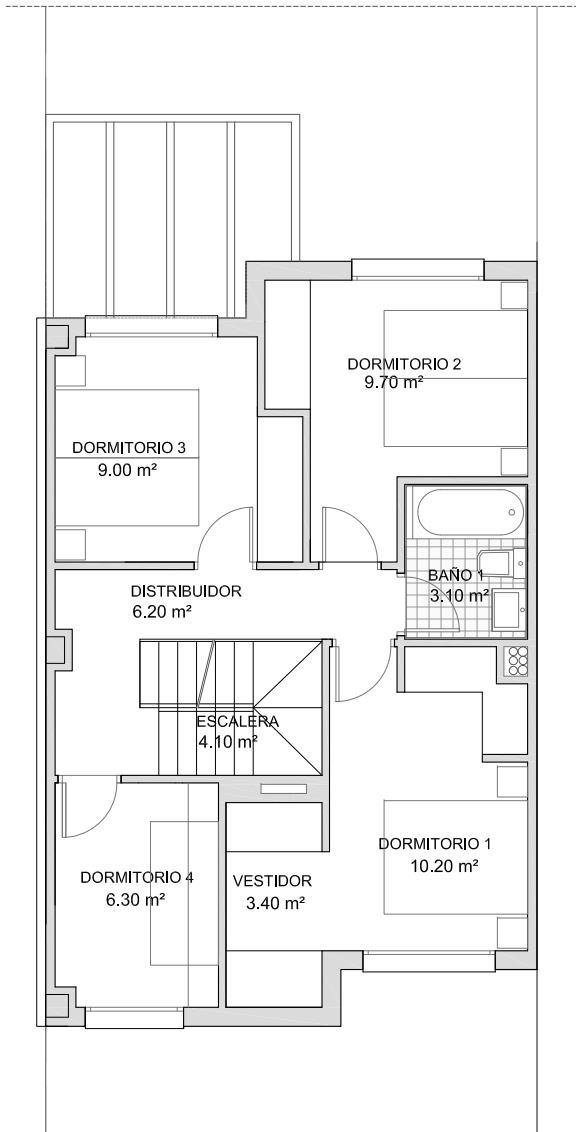 DORMITORIO 2
9.70 m²
DORMITORIO 3
9.00 m²
BAÑO 1
3.10 m²
DISTRIBUIDOR
6.20 m²
ESCALERA
4.10 m²
DORMITORIO 1
10.20 m²
DORMITORIO 4
6.30 m²
VESTIDOR
3.40 m²